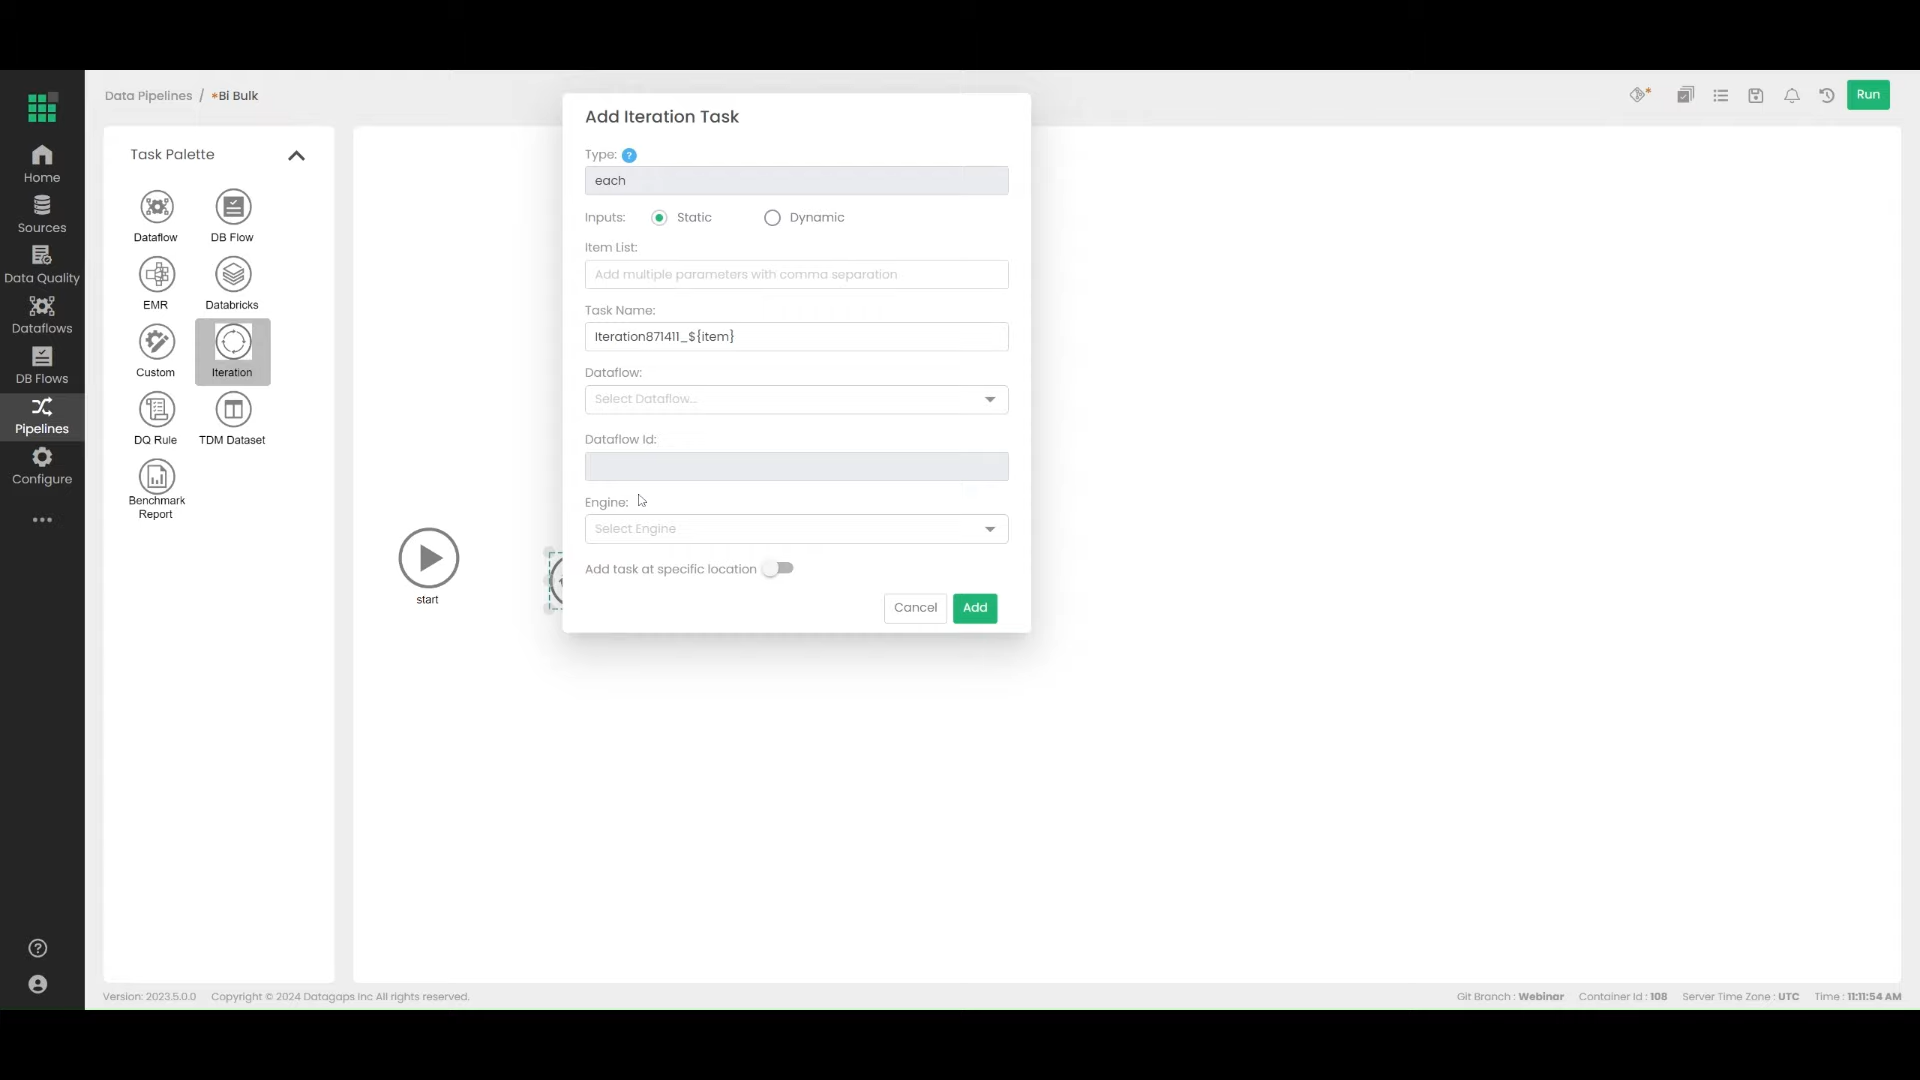 Data Pipelines / *Bi Bulk
Run
Home
Sources
Data Quality
Dataflows
DB Flows
Pipelines
Configure
Task Palette
Dataflow
DB Flow
EMR
Databricks
Custom
Iteration
DQ Rule
TDM Dataset
Benchmark
Report
start
Add Iteration Task
Type: ?
each
Inputs: Static Dynamic
Item List:
Add multiple parameters with comma separation
Task Name:
Iteration871411_${item}
Dataflow:
Select Dataflow...
Dataflow Id:
Engine:
Select Engine
Add task at specific location
Cancel Add
Version: 2023.5.0.0 Copyright © 2024 Datagaps Inc All rights reserved.
Git Branch : Webinar Container Id : 108 Server Time Zone : UTC Time : 11:11:54 AM